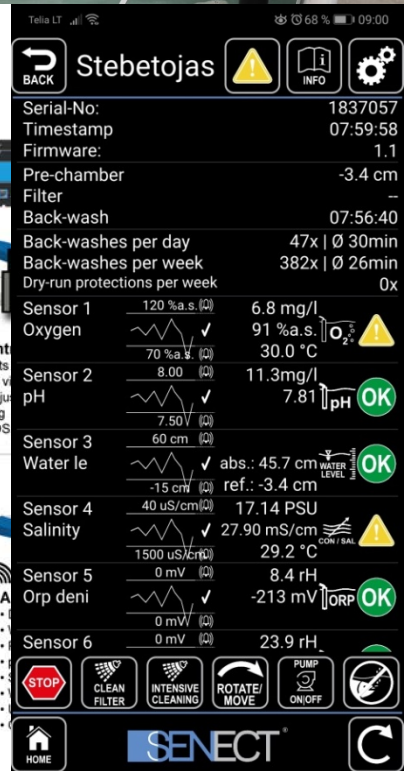 Telia LT 68 % 09:00
BACK Stebetojas INFO
Serial-No: 1837057
Timestamp 07:59:58
Firmware: 1.1
Pre-chamber -3.4 cm
Filter --
Back-wash 07:56:40
Back-washes per day 47x | Ø 30min
Back-washes per week 382x | Ø 26min
Dry-run protections per week 0x
Sensor 1 120 %a.s. 6.8 mg/l
Oxygen 91 %a.s. O₂
70 %a.s. 30.0 °C
Sensor 2 8.00 11.3mg/l
pH 7.81 pH OK
7.50
Sensor 3 60 cm
Water le abs.: 45.7 cm WATER LEVEL OK
-15 cm ref.: -3.4 cm
Sensor 4 40 uS/cm 17.14 PSU
Salinity 27.90 mS/cm CON / SAL
1500 uS/cm 29.2 °C
Sensor 5 0 mV 8.4 rH
Orp deni -213 mV ORP OK
0 mV
Sensor 6 0 mV 23.9 rH
STOP CLEAN FILTER INTENSIVE CLEANING ROTATE/MOVE PUMP ON|OFF
HOME SENECT®